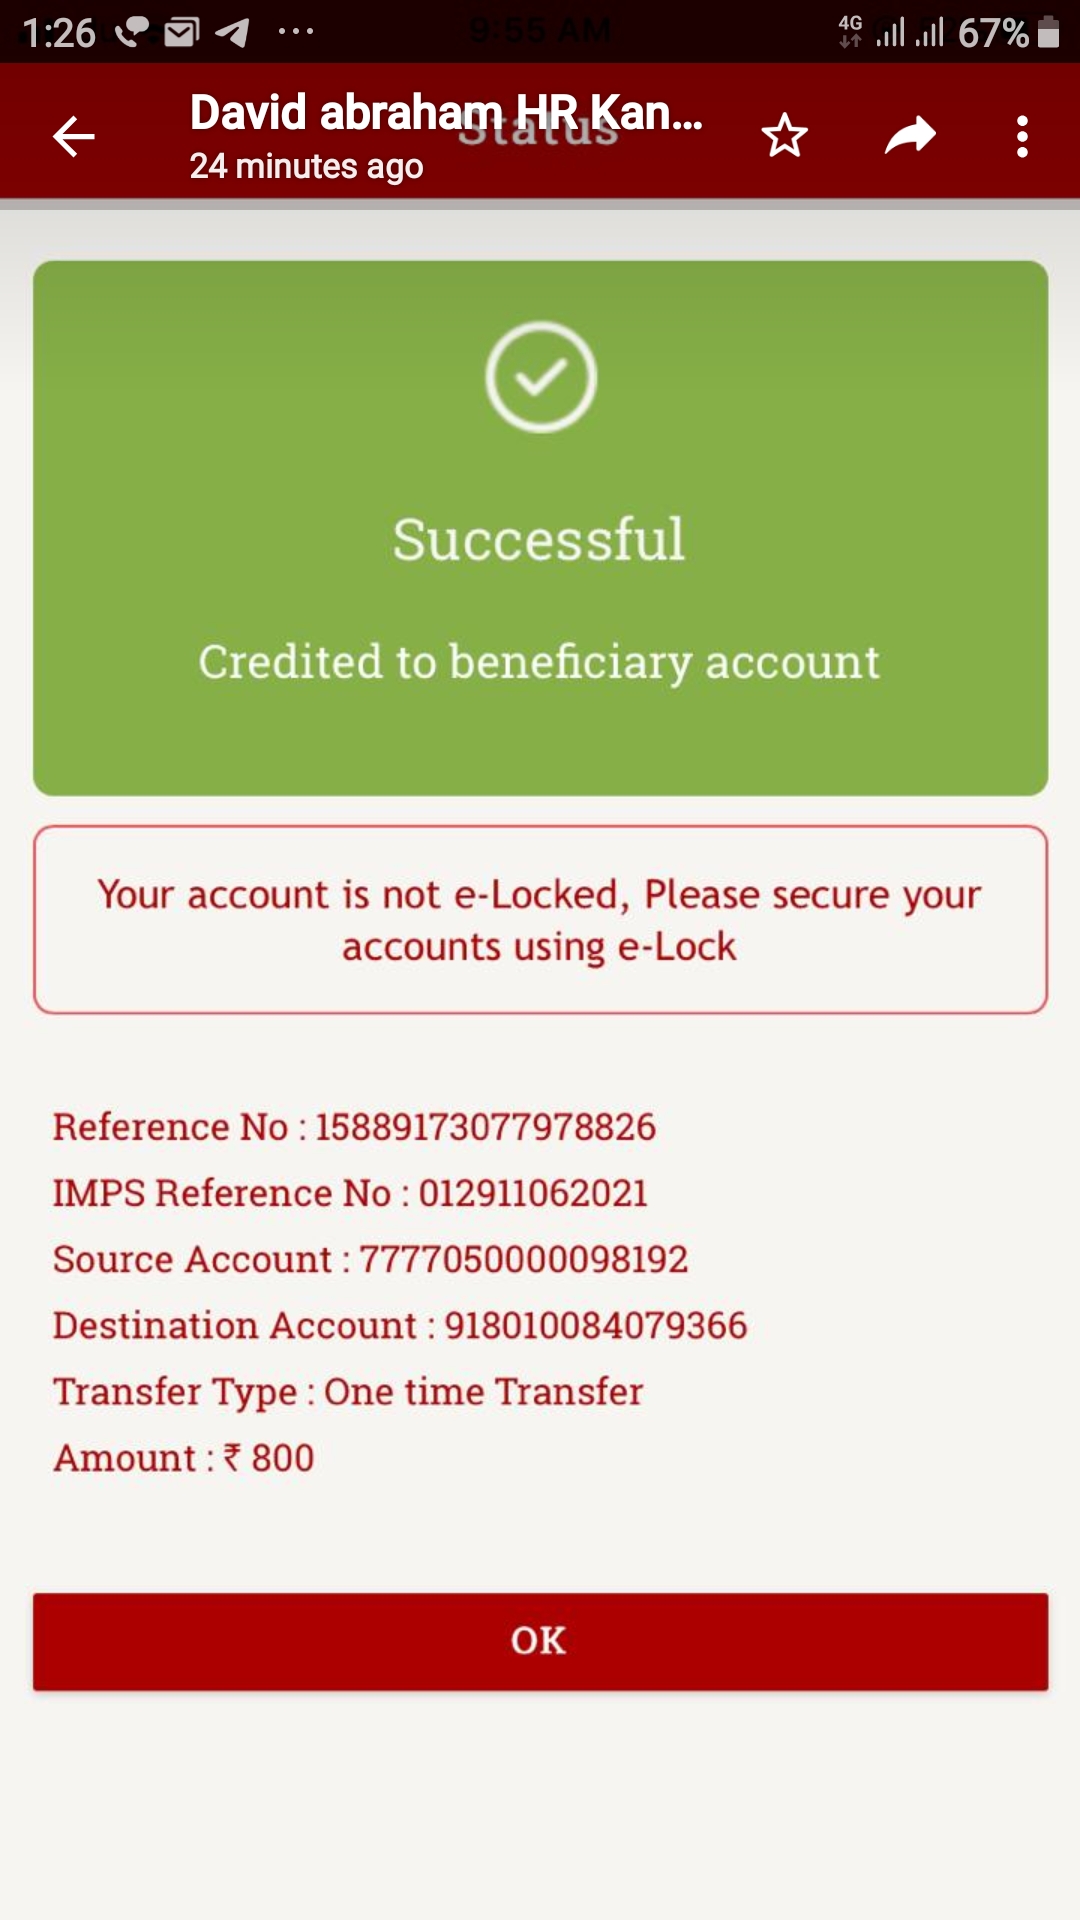 1:26 9:55 AM 4G 67%
David abraham HR Kan...
Status
24 minutes ago
Successful
Credited to beneficiary account
Your account is not e-Locked, Please secure your
accounts using e-Lock
Reference No : 15889173077978826
IMPS Reference No : 012911062021
Source Account : 7777050000098192
Destination Account : 918010084079366
Transfer Type : One time Transfer
Amount : ₹ 800
OK